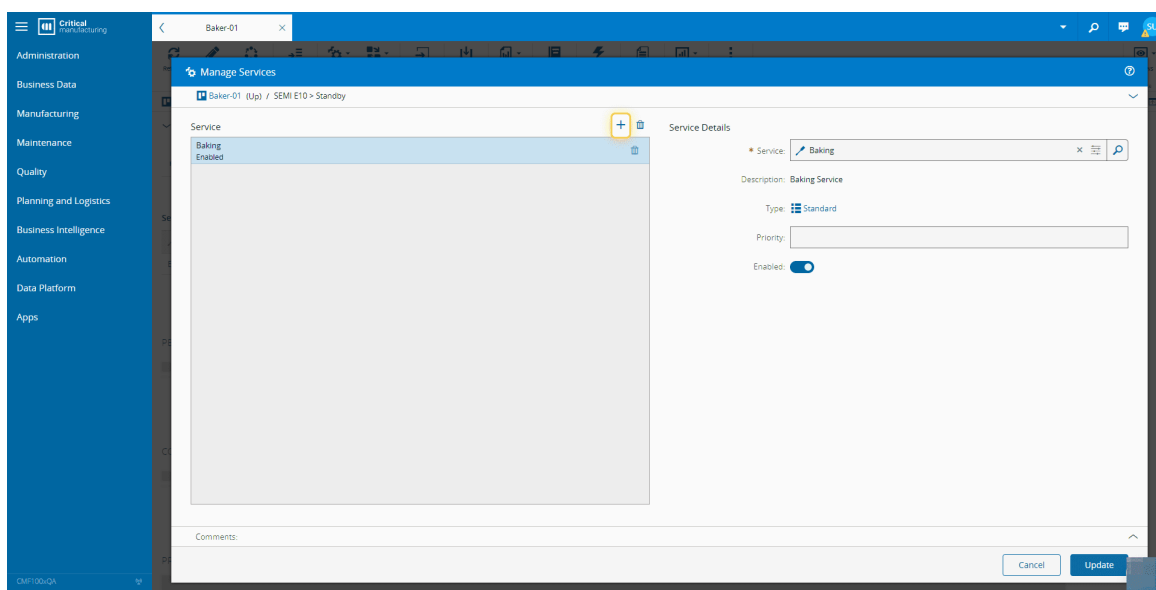 Critical
manufacturing
Baker-01
SU
Administration
Business Data
Manufacturing
Maintenance
Quality
Planning and Logistics
Business Intelligence
Automation
Data Platform
Apps
CMF100xQA
Manage Services
Baker-01 (Up) / SEMI E10 > Standby
Service
Baking
Enabled
Service Details
* Service: Baking
Description: Baking Service
Type: Standard
Priority:
Enabled:
Comments:
Cancel
Update